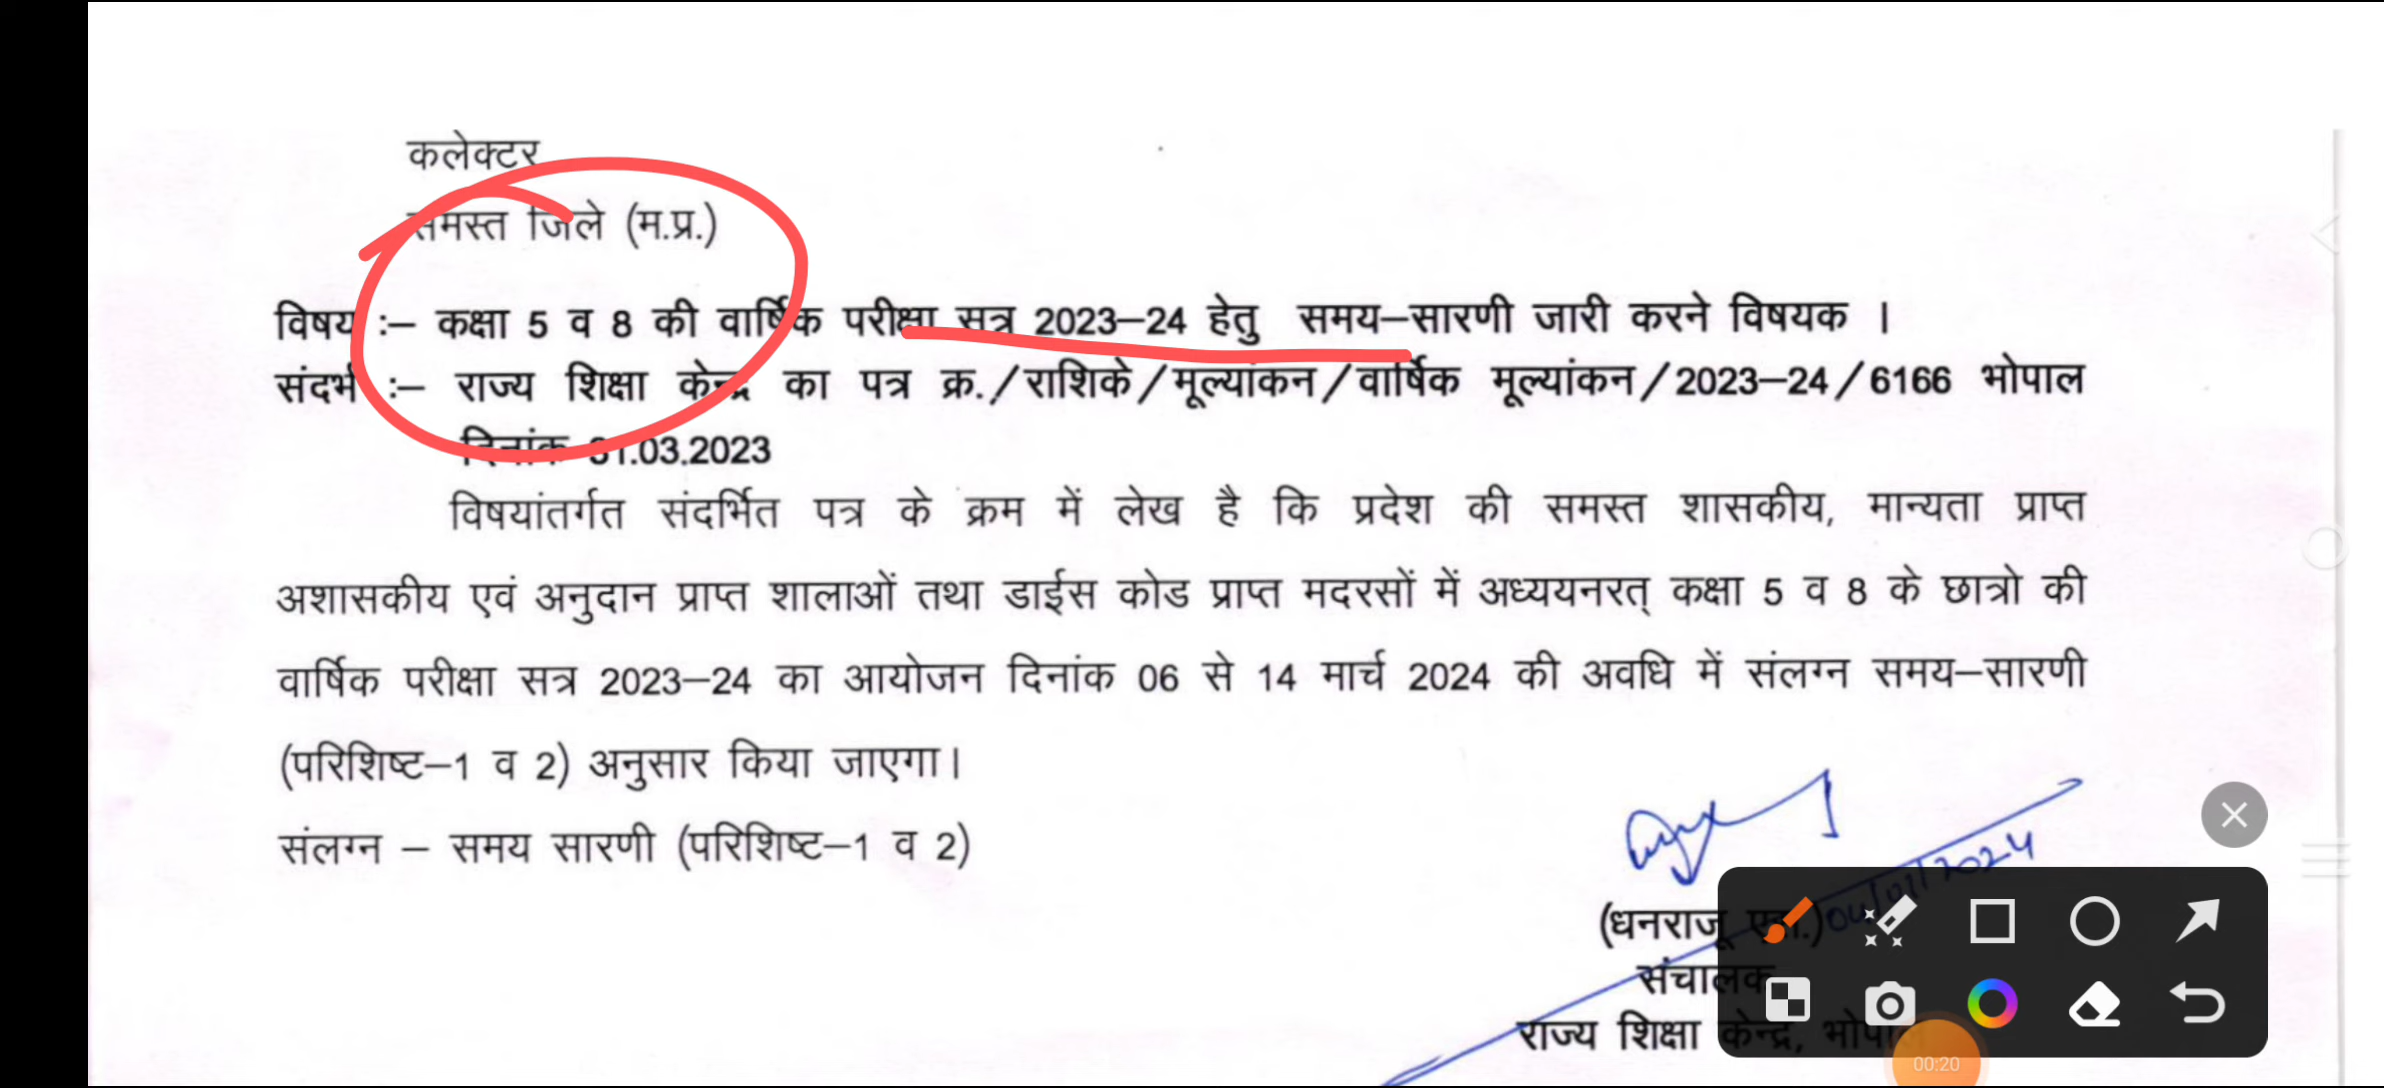 कलेक्टर
समस्त जिले (म.प्र.)
विषय :– कक्षा 5 व 8 की वार्षिक परीक्षा सत्र 2023–24 हेतु समय–सारणी जारी करने विषयक ।
संदर्भ :– राज्य शिक्षा केन्द्र का पत्र क्र./राशिके/मूल्यांकन/वार्षिक मूल्यांकन/2023–24/6166 भोपाल
दिनांक 31.03.2023
विषयांतर्गत संदर्भित पत्र के क्रम में लेख है कि प्रदेश की समस्त शासकीय, मान्यता प्राप्त
अशासकीय एवं अनुदान प्राप्त शालाओं तथा डाईस कोड प्राप्त मदरसों में अध्ययनरत् कक्षा 5 व 8 के छात्रो की
वार्षिक परीक्षा सत्र 2023–24 का आयोजन दिनांक 06 से 14 मार्च 2024 की अवधि में संलग्न समय–सारणी
(परिशिष्ट–1 व 2) अनुसार किया जाएगा।
संलग्न – समय सारणी (परिशिष्ट–1 व 2)
2024
(धनराजू
संचालक
राज्य शिक्षा केन्द्र, भोपाल
00:20